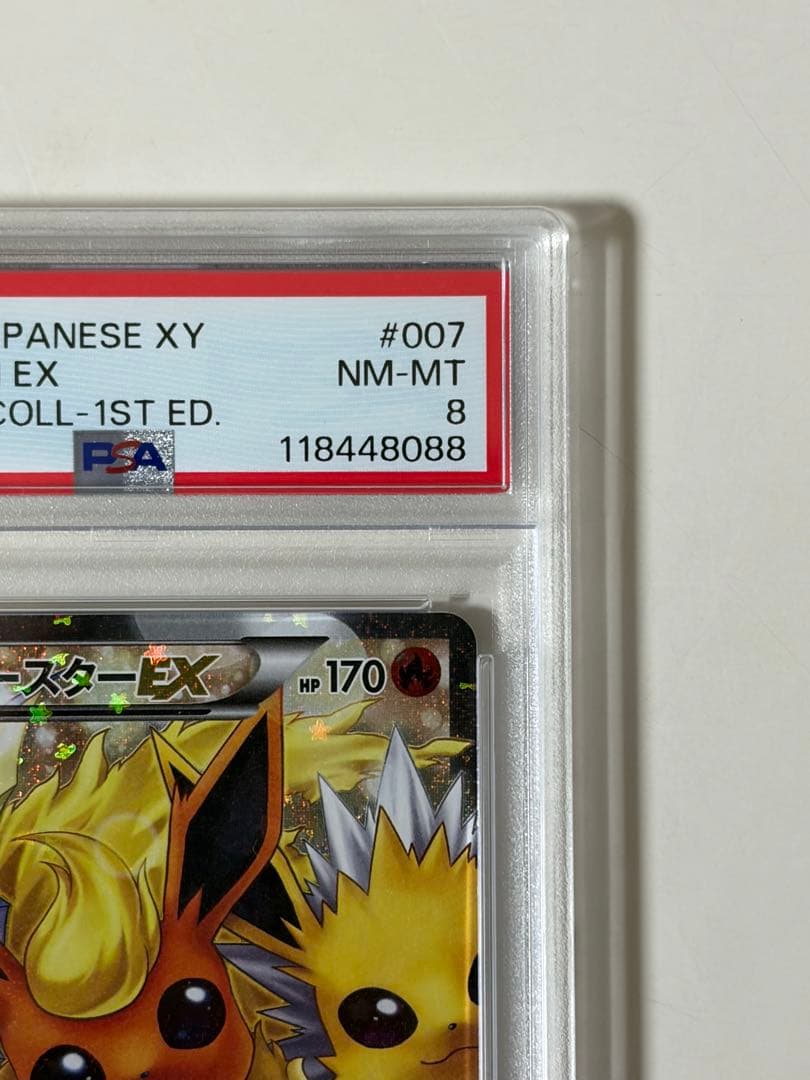 PANESE XY #007
EX NM-MT
COLL-1ST ED. 8
PSA 118448088
ースターEX HP 170